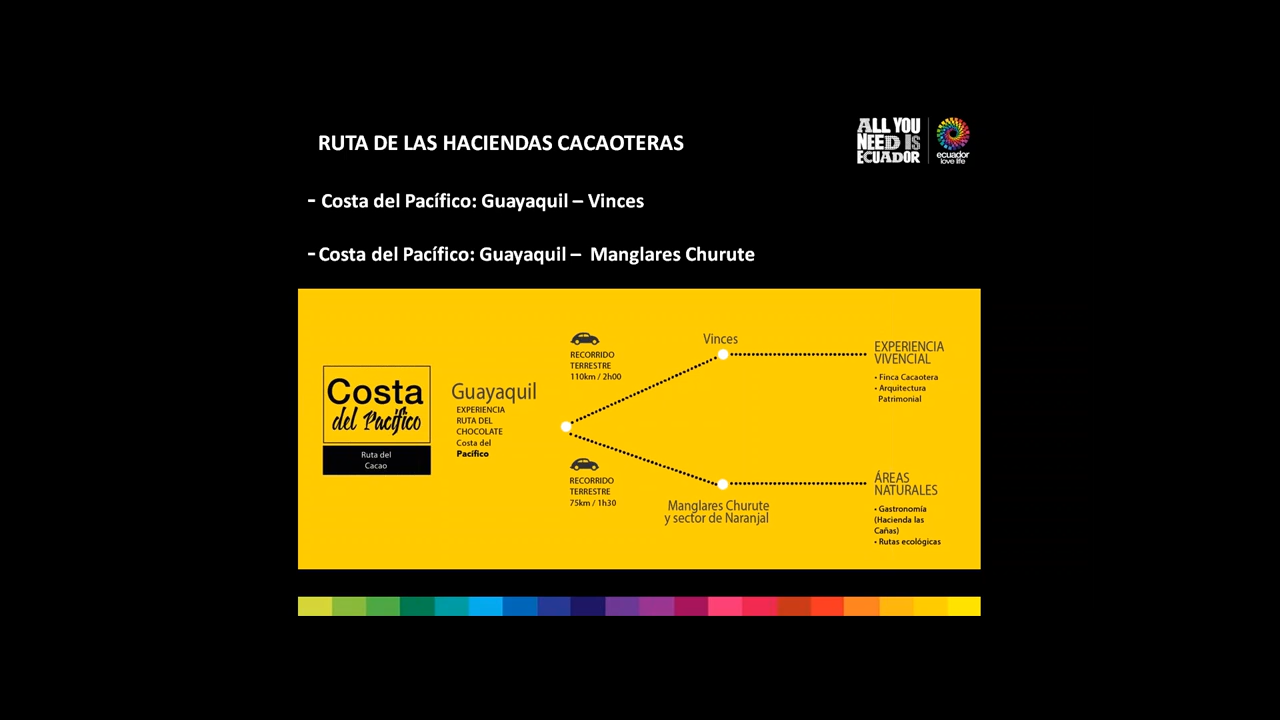 RUTA DE LAS HACIENDAS CACAOTERAS
ALL YOU
NEED IS
ECUADOR
ecuador
love life
- Costa del Pacífico: Guayaquil – Vinces
- Costa del Pacífico: Guayaquil – Manglares Churute
Costa
del Pacífico
Ruta del
Cacao
Guayaquil
EXPERIENCIA
RUTA DEL
CHOCOLATE
Costa del
Pacífico
RECORRIDO
TERRESTRE
110km / 2h00
Vinces
EXPERIENCIA
VIVENCIAL
• Finca Cacaotera
• Arquitectura
Patrimonial
RECORRIDO
TERRESTRE
75km / 1h30
Manglares Churute
y sector de Naranjal
ÁREAS
NATURALES
• Gastronomía
(Hacienda las
Cañas)
• Rutas ecológicas